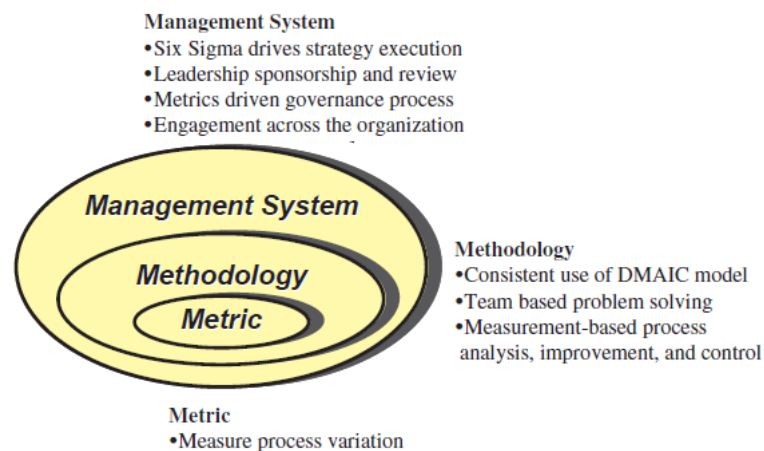 Management System
•Six Sigma drives strategy execution
•Leadership sponsorship and review
•Metrics driven governance process
•Engagement across the organization
Management System
Methodology
Metric
Methodology
•Consistent use of DMAIC model
•Team based problem solving
•Measurement-based process
analysis, improvement, and control
Metric
•Measure process variation